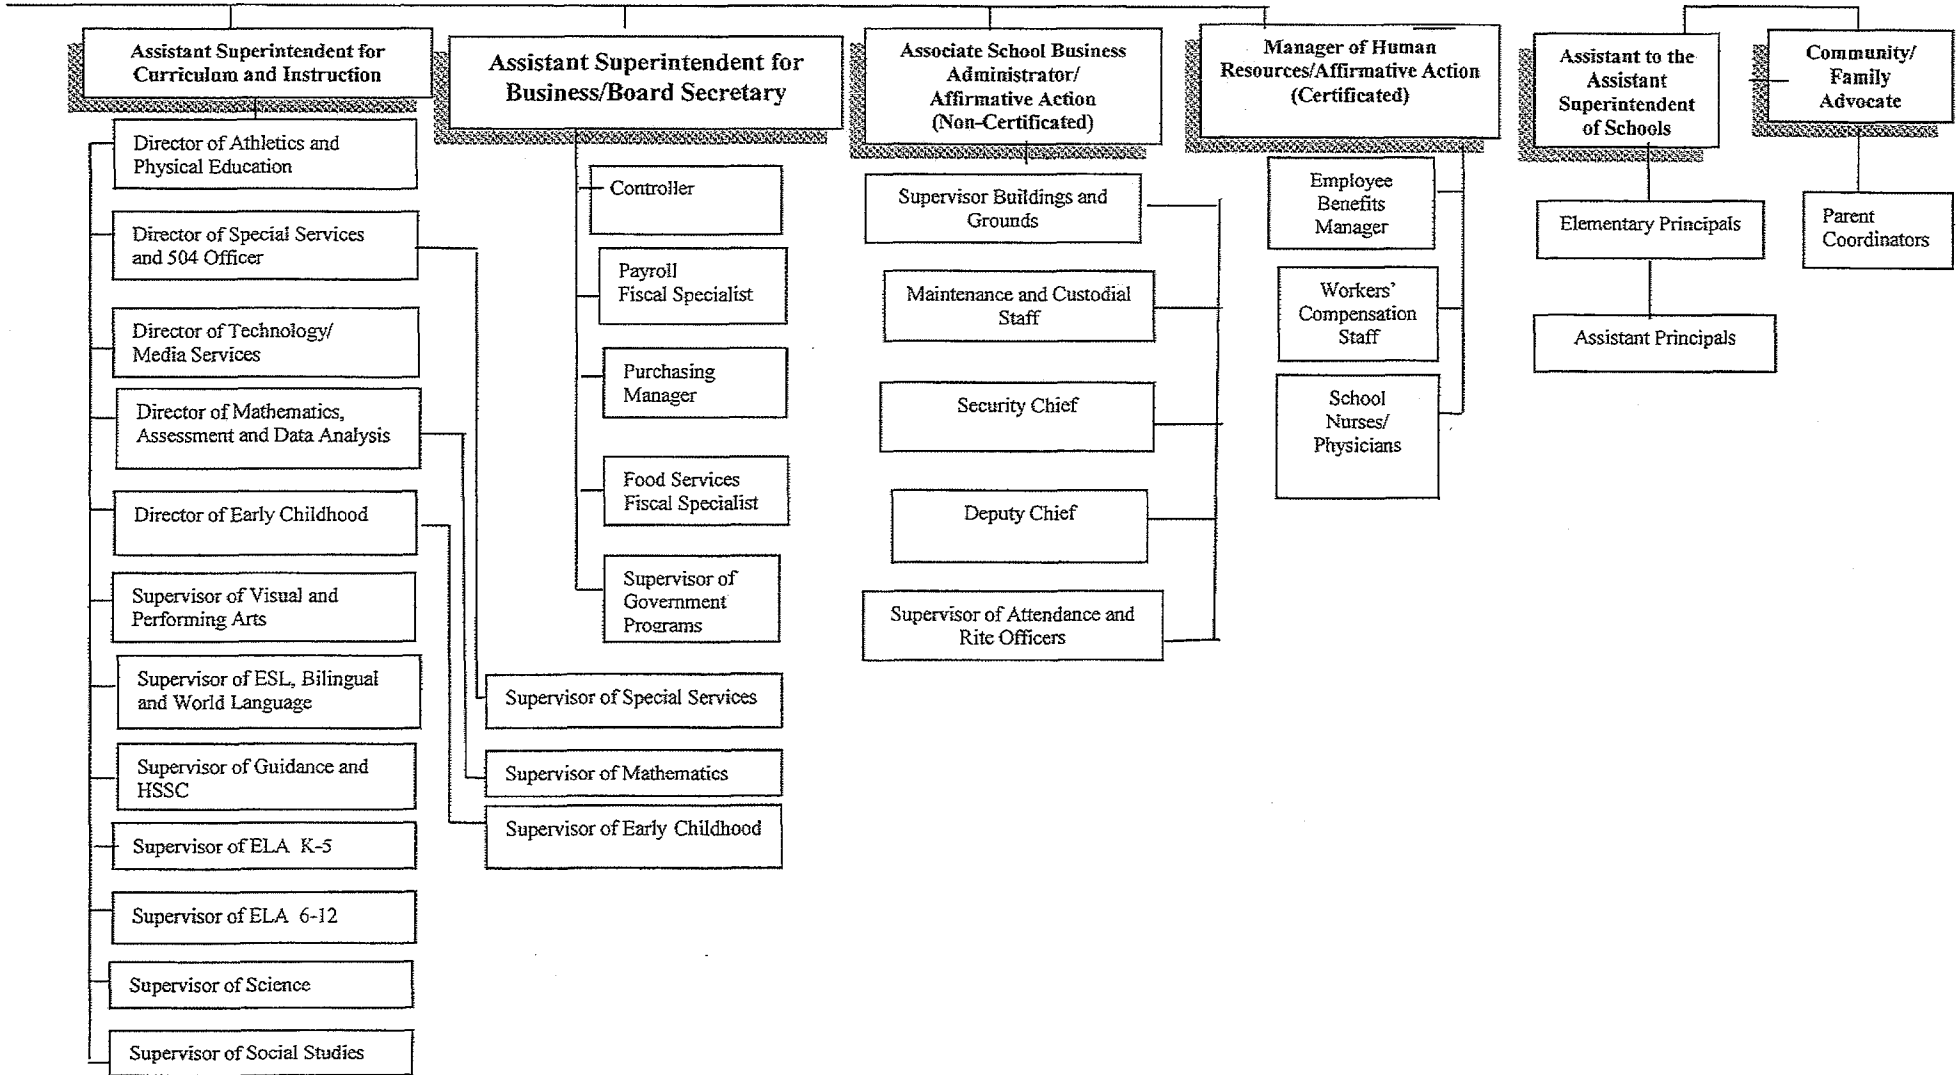 Assistant Superintendent for
Curriculum and Instruction
Director of Athletics and
Physical Education
Director of Special Services
and 504 Officer
Director of Technology/
Media Services
Director of Mathematics,
Assessment and Data Analysis
Director of Early Childhood
Supervisor of Visual and
Performing Arts
Supervisor of ESL, Bilingual
and World Language
Supervisor of Guidance and
HSSC
Supervisor of ELA K-5
Supervisor of ELA 6-12
Supervisor of Science
Supervisor of Social Studies
Assistant Superintendent for
Business/Board Secretary
Controller
Payroll
Fiscal Specialist
Purchasing
Manager
Food Services
Fiscal Specialist
Supervisor of
Government
Programs
Supervisor of Special Services
Supervisor of Mathematics
Supervisor of Early Childhood
Associate School Business
Administrator/
Affirmative Action
(Non-Certificated)
Supervisor Buildings and
Grounds
Maintenance and Custodial
Staff
Security Chief
Deputy Chief
Supervisor of Attendance and
Rite Officers
Manager of Human
Resources/Affirmative Action
(Certificated)
Employee
Benefits
Manager
Workers'
Compensation
Staff
School
Nurses/
Physicians
Assistant to the
Assistant
Superintendent
of Schools
Elementary Principals
Assistant Principals
Community/
Family
Advocate
Parent
Coordinators